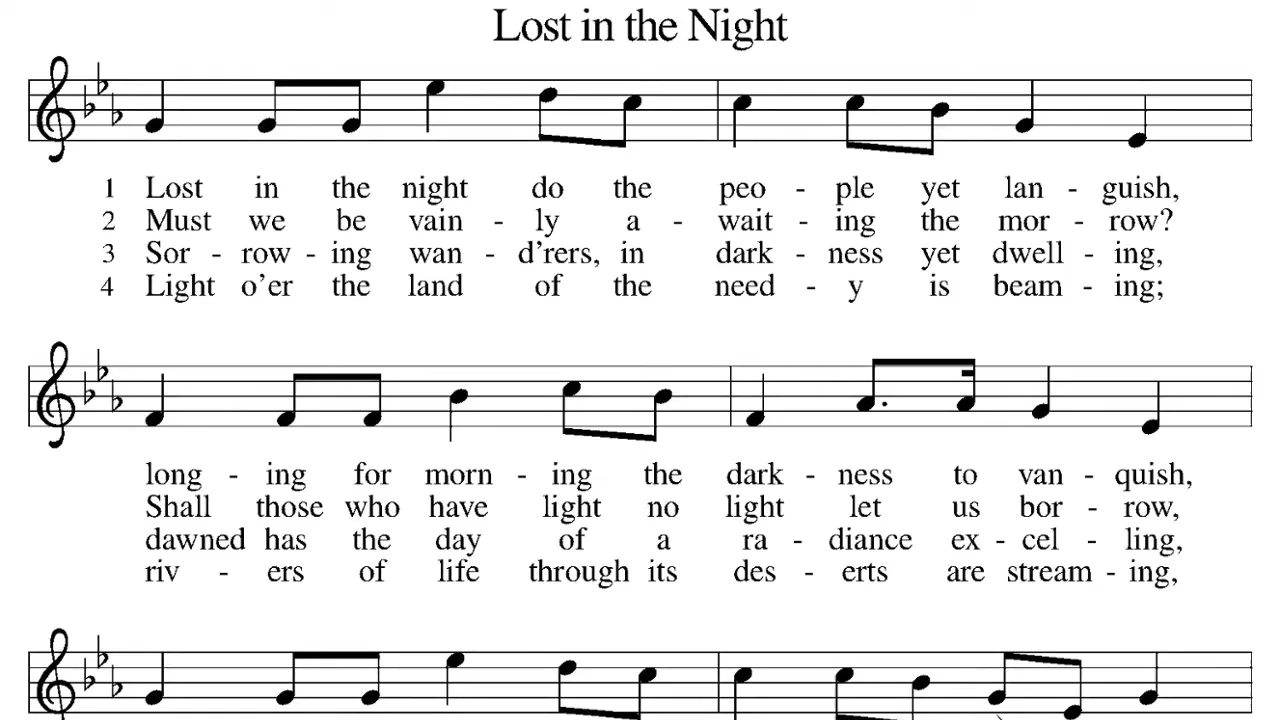 Lost in the Night
1 Lost in the night do the peo - ple yet lan - guish,
2 Must we be vain - ly a - wait - ing the mor - row?
3 Sor - row - ing wan - d’rers, in dark - ness yet dwell - ing,
4 Light o’er the land of the need - y is beam - ing;
long - ing for morn - ing the dark - ness to van - quish,
Shall those who have light no light let us bor - row,
dawned has the day of a ra - diance ex - cel - ling,
riv - ers of life through its des - erts are stream - ing,